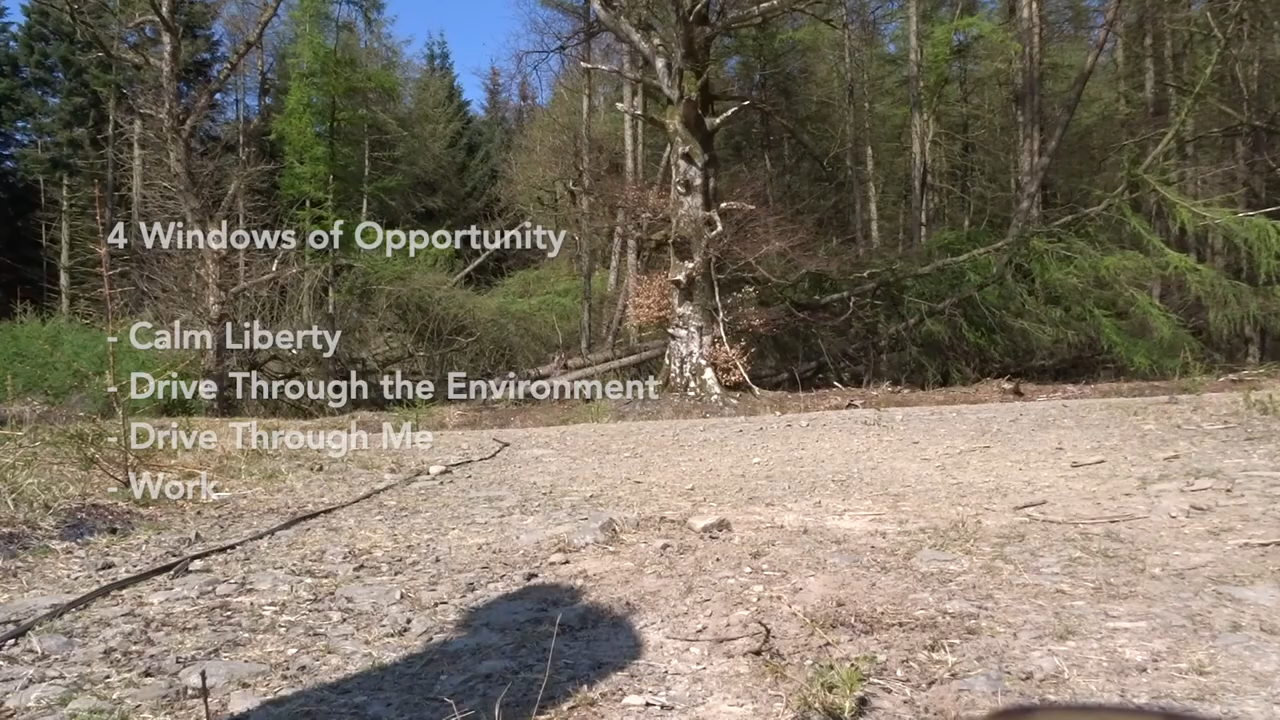 4 Windows of Opportunity
- Calm Liberty
- Drive Through the Environment
- Drive Through Me
- Work